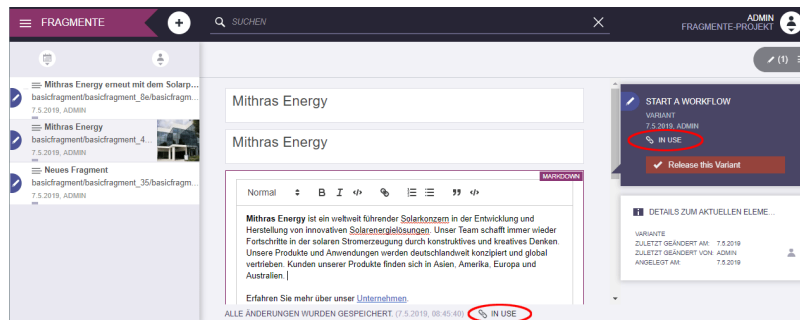 FRAGMENTE
SUCHEN
ADMIN
FRAGMENTE-PROJEKT
(1)
Mithras Energy erneut mit dem Solarp...
basicfragment/basicfragment_8e/basicfragm...
7.5.2019, ADMIN
Mithras Energy
basicfragment/basicfragment_4...
7.5.2019, ADMIN
Neues Fragment
basicfragment/basicfragment_35/basicfragm...
7.5.2019, ADMIN
Mithras Energy
Mithras Energy
MARKDOWN
Normal B I
Mithras Energy ist ein weltweit führender Solarkonzern in der Entwicklung und
Herstellung von innovativen Solarenergielösungen. Unser Team schafft immer wieder
Fortschritte in der solaren Stromerzeugung durch konstruktives und kreatives Denken.
Unsere Produkte und Anwendungen werden deutschlandweit konzipiert und global
vertrieben. Kunden unserer Produkte finden sich in Asien, Amerika, Europa und
Australien.
Erfahren Sie mehr über unser Unternehmen.
ALLE ÄNDERUNGEN WURDEN GESPEICHERT. (7.5.2019, 08:45:40) IN USE
START A WORKFLOW
VARIANT
7.5.2019, ADMIN
IN USE
Release this Variant
DETAILS ZUM AKTUELLEN ELEME...
VARIANTE
ZULETZT GEÄNDERT AM: 7.5.2019
ZULETZT GEÄNDERT VON: ADMIN
ANGELEGT AM: 7.5.2019